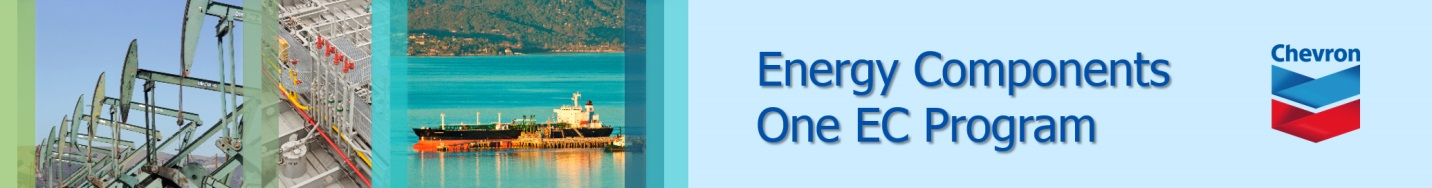 Energy Components
One EC Program
Chevron